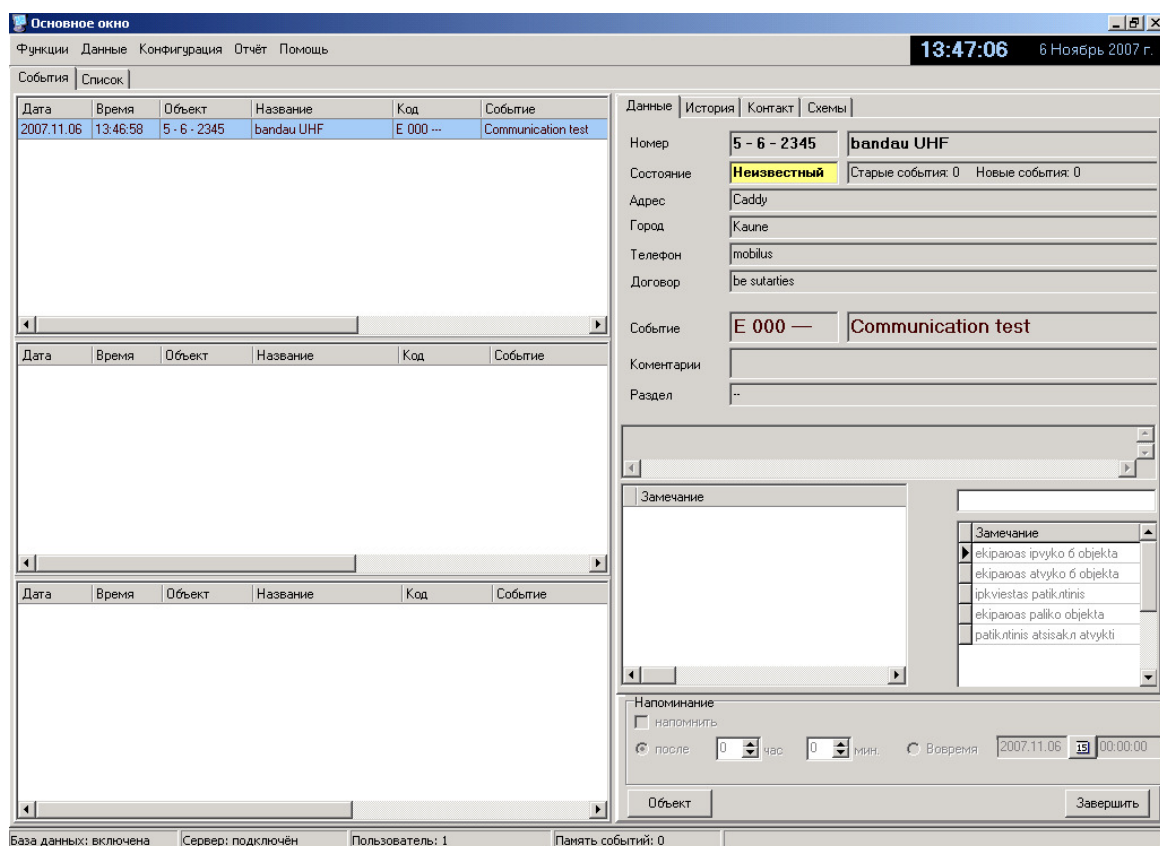 Основное окно
Функции Данные Конфигурация Отчёт Помощь
13:47:06 6 Ноябрь 2007 г.
События Список
Дата Время Объект Название Код Событие
2007.11.06 13:46:58 5 - 6 - 2345 bandau UHF E 000 --- Communication test
Дата Время Объект Название Код Событие
Дата Время Объект Название Код Событие
Данные История Контакт Схемы
Номер 5 - 6 - 2345 bandau UHF
Состояние Неизвестный Старые события: 0 Новые события: 0
Адрес Caddy
Город Kaune
Телефон mobilus
Договор be sutarties
Событие E 000 --- Communication test
Коментарии
Раздел --
Замечание
Замечание
ekipaюas ipvyko б objekta
ekipaюas atvyko б objekta
ipkviestas patikлtinis
ekipaюas paliko objekta
patikлtinis atsisakл atvykti
Напоминание
напомнить
после 0 час 0 мин. Вовремя 2007.11.06 15 00:00:00
Объект Завершить
База данных: включена Сервер: подключён Пользователь: 1 Память событий: 0